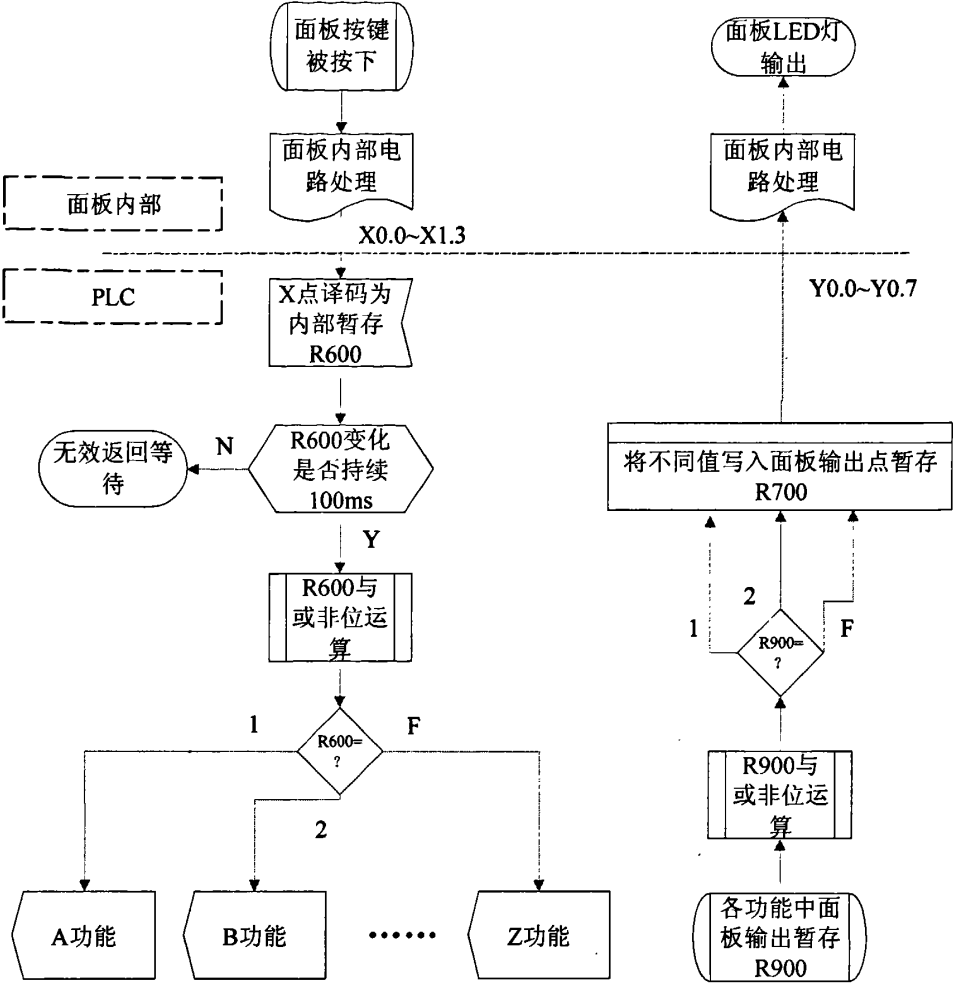 面板按键
被按下
面板内部电
路处理
面板内部
X0.0~X1.3
PLC
X点译码为
内部暂存
R600
R600变化
是否持续
100ms
N
无效返回等
待
Y
R600与
或非位运
算
R600=
?
1
2
F
A功能
B功能
……
Z功能
面板LED灯
输出
面板内部电
路处理
Y0.0~Y0.7
将不同值写入面板输出点暂存
R700
1
2
F
R900=
?
R900与
或非位运
算
各功能中面
板输出暂存
R900